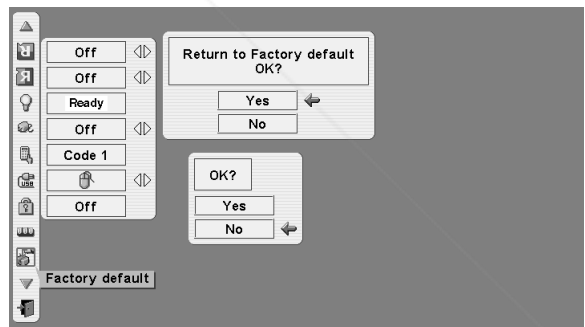 Off
Off
Ready
Off
Code 1
Off
Factory default
Return to Factory default
OK?
Yes
No
OK?
Yes
No
USB